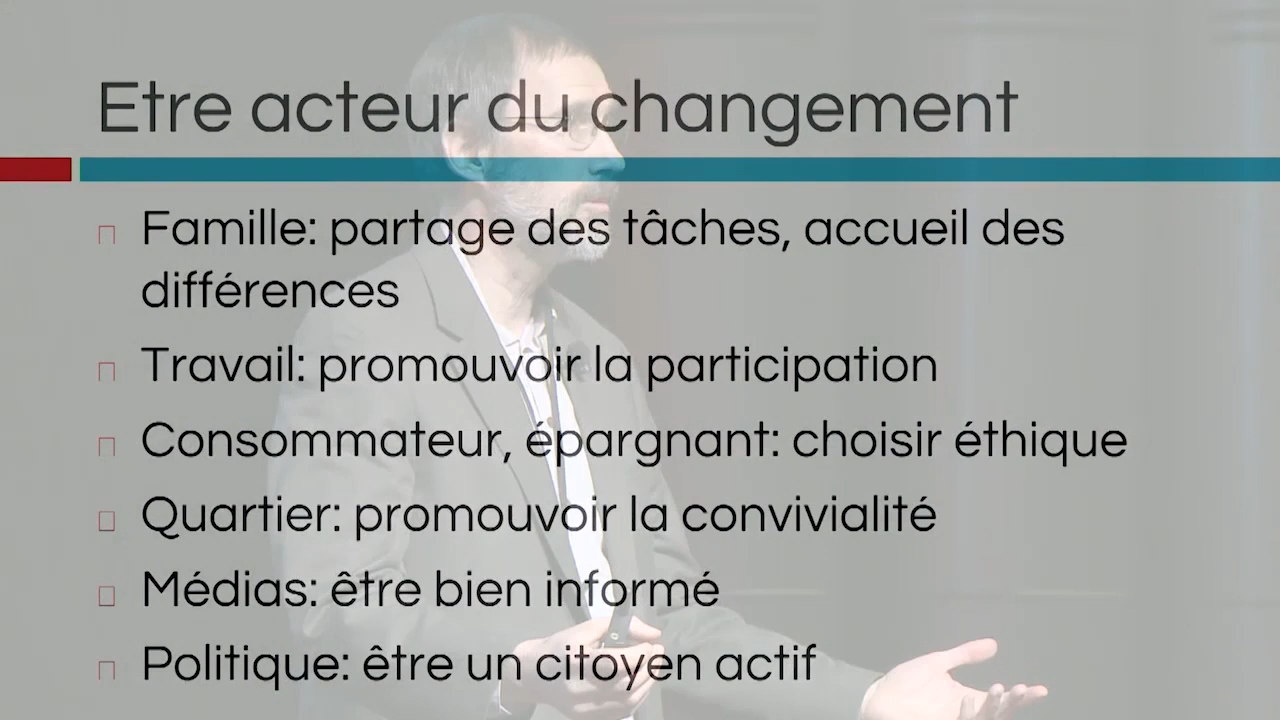 Etre acteur du changement
Famille: partage des tâches, accueil des
différences
Travail: promouvoir la participation
Consommateur, épargnant: choisir éthique
Quartier: promouvoir la convivialité
Médias: être bien informé
Politique: être un citoyen actif